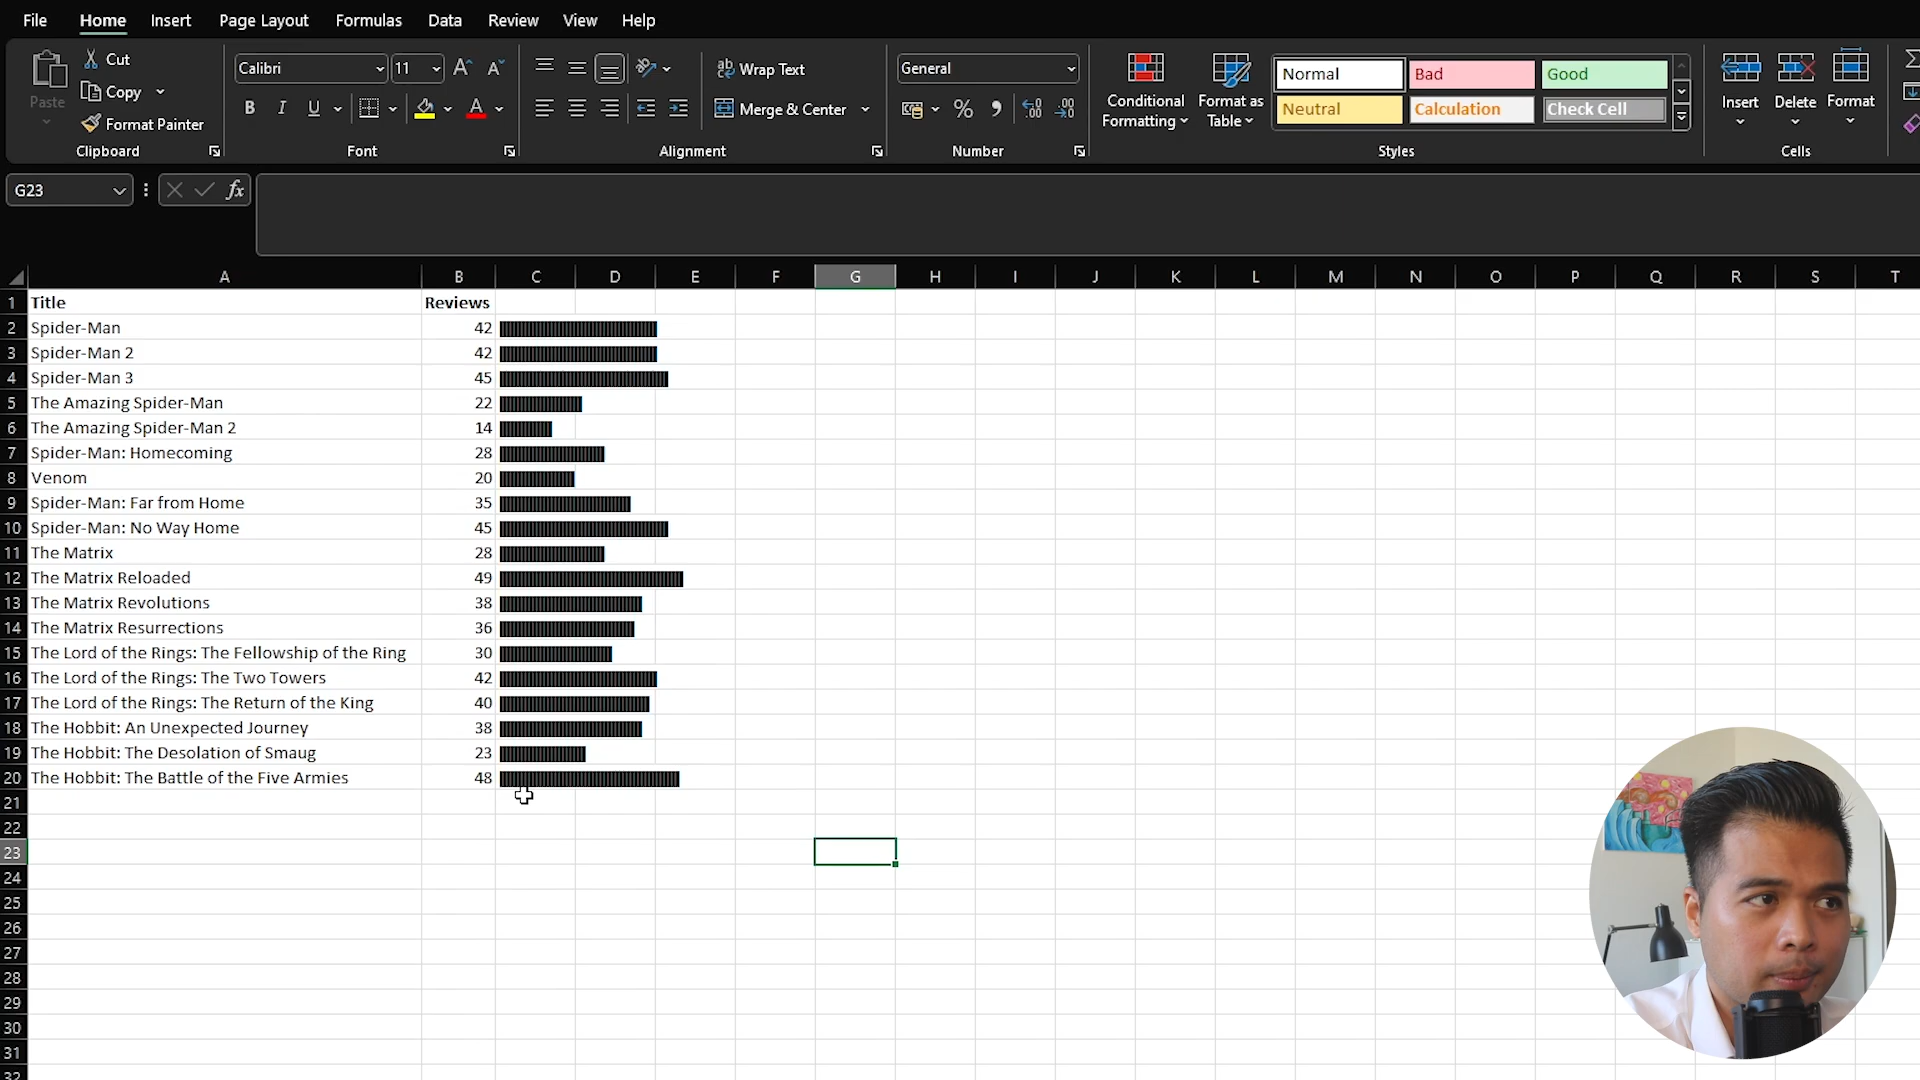 File Home Insert Page Layout Formulas Data Review View Help
Paste Cut Copy Format Painter Clipboard
Calibri 11 B I U A Font
Wrap Text Merge & Center Alignment
General % Number
Conditional Formatting Format as Table
Normal Bad Good
Neutral Calculation Check Cell
Styles
Insert Delete Format
Cells
G23 fx
A B C D E F G H I J K L M N O P Q R S T
1 Title Reviews
2 Spider-Man 42
3 Spider-Man 2 42
4 Spider-Man 3 45
5 The Amazing Spider-Man 22
6 The Amazing Spider-Man 2 14
7 Spider-Man: Homecoming 28
8 Venom 20
9 Spider-Man: Far from Home 35
10 Spider-Man: No Way Home 45
11 The Matrix 28
12 The Matrix Reloaded 49
13 The Matrix Revolutions 38
14 The Matrix Resurrections 36
15 The Lord of the Rings: The Fellowship of the Ring 30
16 The Lord of the Rings: The Two Towers 42
17 The Lord of the Rings: The Return of the King 40
18 The Hobbit: An Unexpected Journey 38
19 The Hobbit: The Desolation of Smaug 23
20 The Hobbit: The Battle of the Five Armies 48
21
22
23
24
25
26
27
28
29
30
31
32